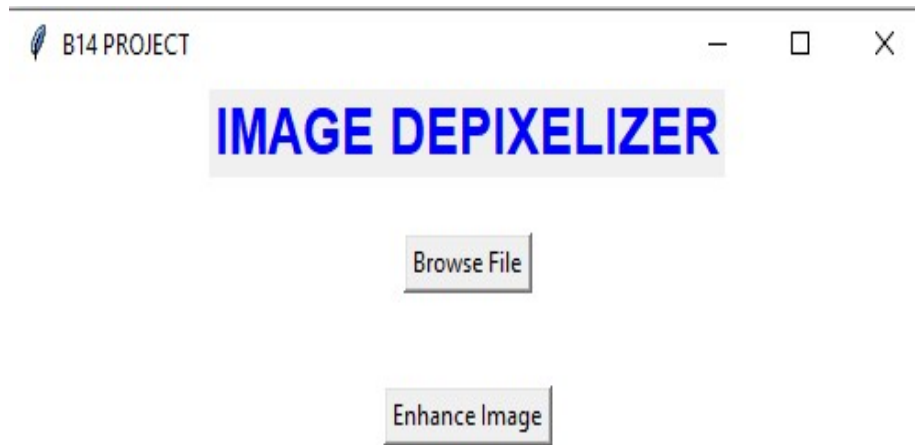 B14 PROJECT
IMAGE DEPIXELIZER
Browse File
Enhance Image